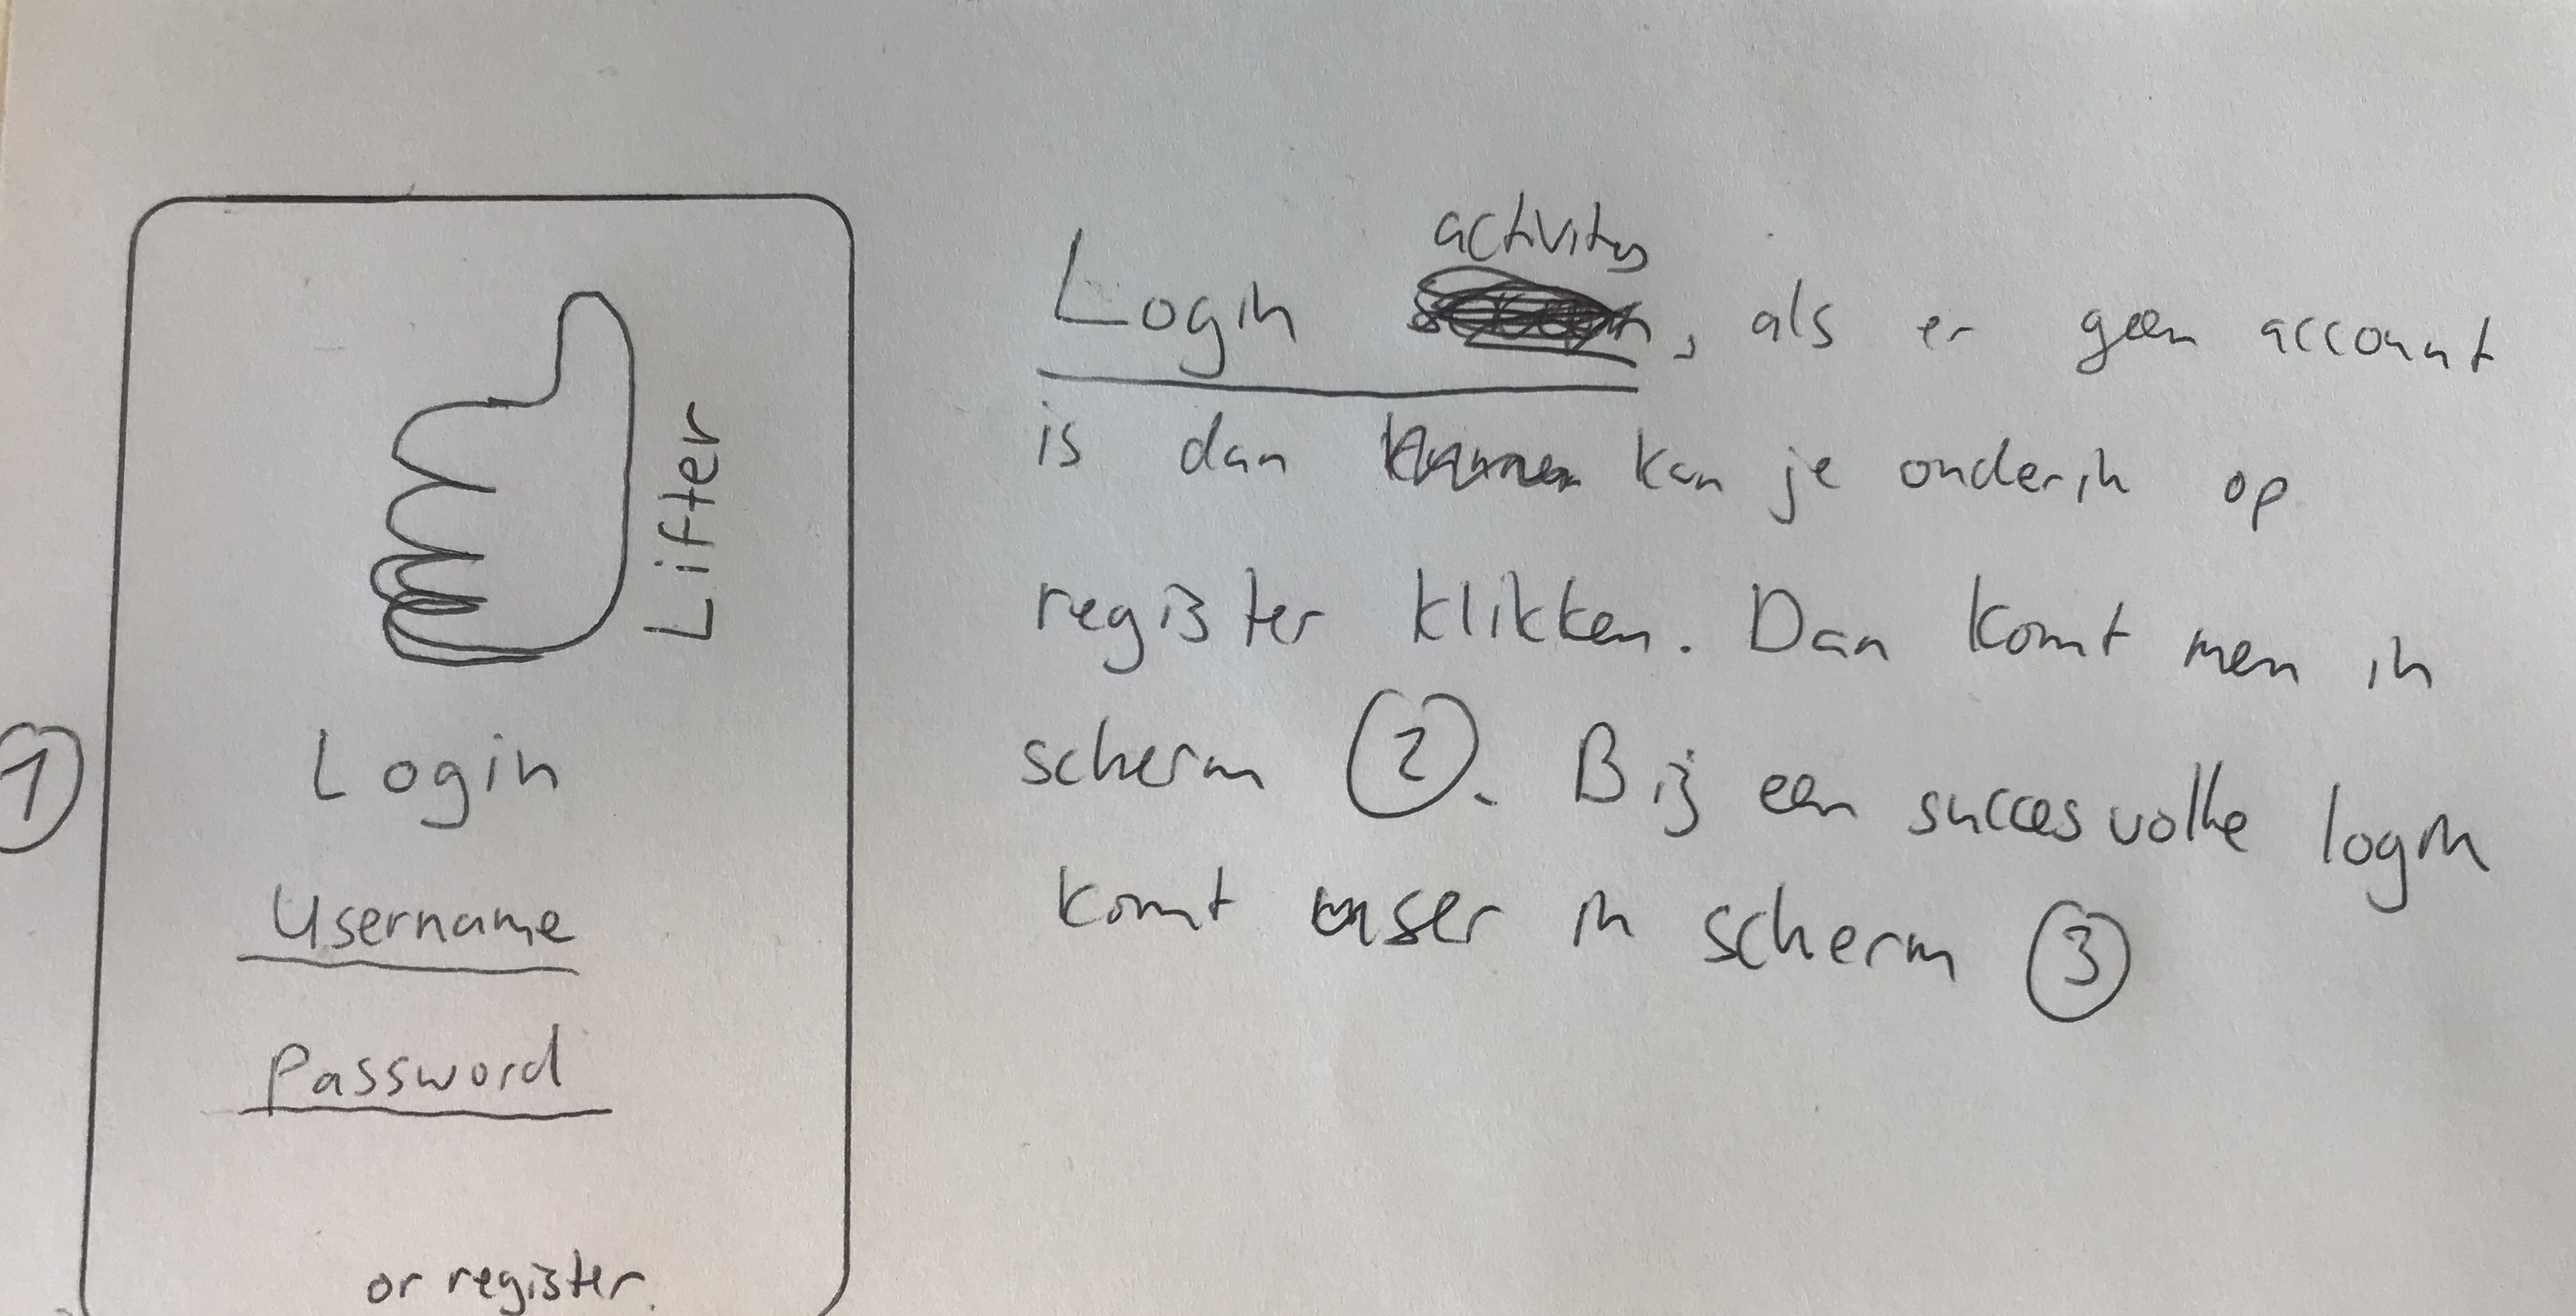 1
Lifter
Login
Username
Password
or register.
activity
Login , als er geen account
is dan kan je onderin op
register klikken. Dan komt men in
scherm 2. Bij een succesvolle login
komt user in scherm 3